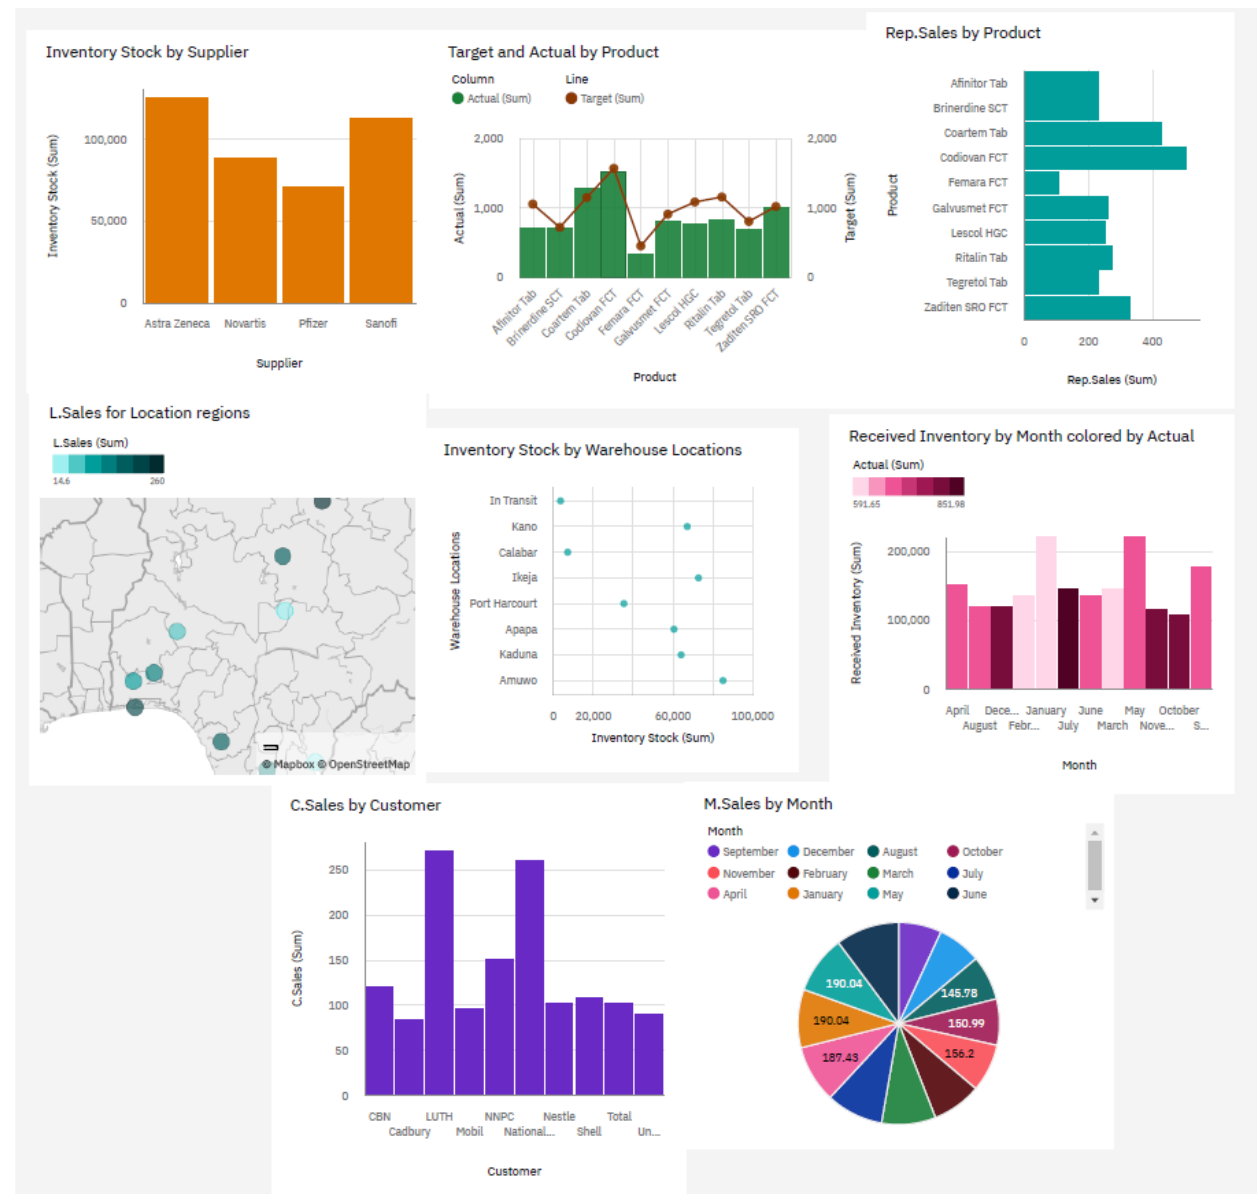 Inventory Stock by Supplier
Inventory Stock (Sum)
100,000
50,000
0
Astra Zeneca Novartis Pfizer Sanofi
Supplier
Target and Actual by Product
Column Line
Actual (Sum) Target (Sum)
2,000 2,000
1,000 1,000
0 0
Actual (Sum)
Target (Sum)
Afinitor Tab
Brinerdine SCT
Coartem Tab
Codiovan FCT
Femara FCT
Galvusmet FCT
Lescol HGC
Ritalin Tab
Tegretol Tab
Zaditen SRO FCT
Product
Rep.Sales by Product
Product
Afinitor Tab
Brinerdine SCT
Coartem Tab
Codiovan FCT
Femara FCT
Galvusmet FCT
Lescol HGC
Ritalin Tab
Tegretol Tab
Zaditen SRO FCT
0 200 400
Rep.Sales (Sum)
L.Sales for Location regions
L.Sales (Sum)
14.6 260
© Mapbox © OpenStreetMap
Inventory Stock by Warehouse Locations
Warehouse Locations
In Transit
Kano
Calabar
Ikeja
Port Harcourt
Apapa
Kaduna
Amuwo
0 20,000 60,000 100,000
Inventory Stock (Sum)
Received Inventory by Month colored by Actual
Actual (Sum)
591.65 851.98
Received Inventory (Sum)
200,000
100,000
0
April Dece... January June May October
August Febr... July March Nove... S...
Month
C.Sales by Customer
C.Sales (Sum)
250
200
150
100
50
0
CBN LUTH NNPC Nestle Total
Cadbury Mobil National... Shell Un...
Customer
M.Sales by Month
Month
September December August October
November February March July
April January May June
190.04
145.78
190.04
150.99
187.43
156.2